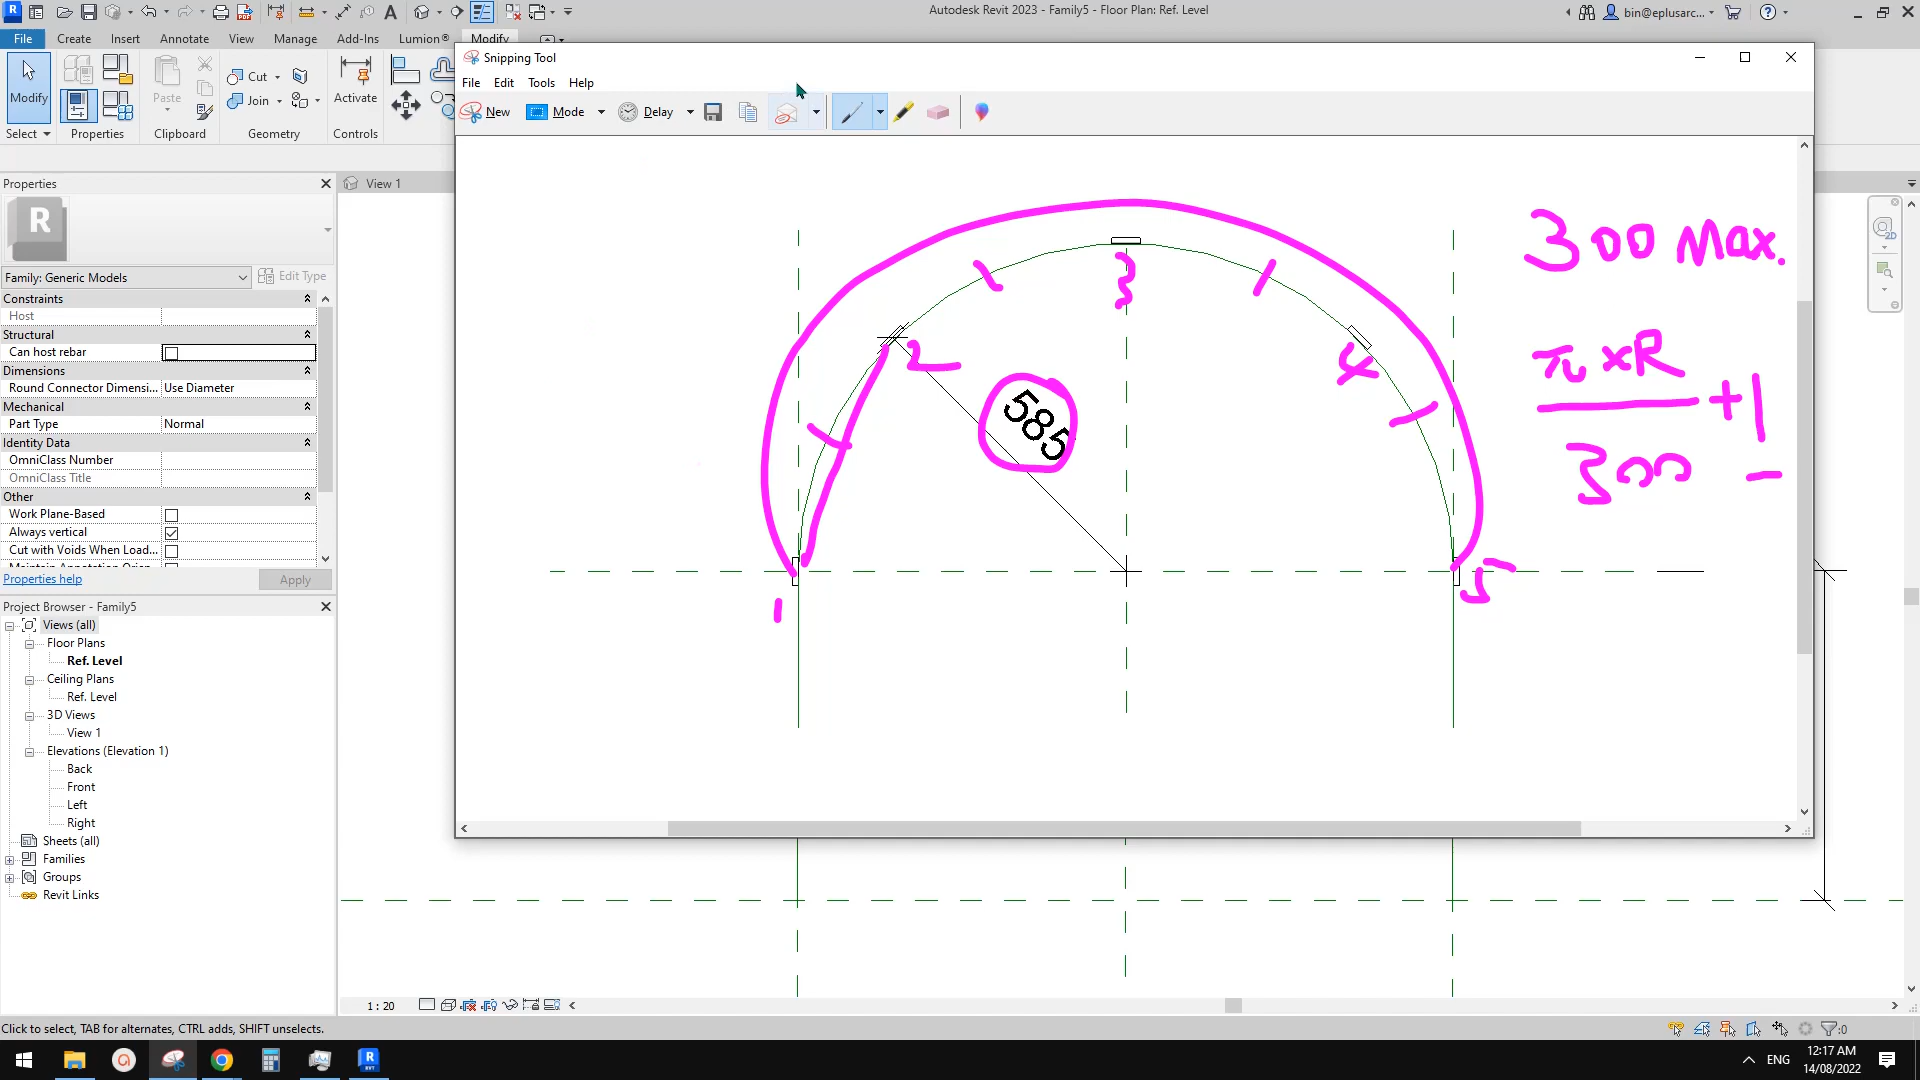 Autodesk Revit 2023 - Family5 - Floor Plan: Ref. Level
bin@eplusarc...
File Create Insert Annotate View Manage Add-Ins Lumion® Modify
Modify
Select
Properties
Paste
Clipboard
Cut
Join
Geometry
Activate
Controls
Snipping Tool
File Edit Tools Help
New Mode Delay
Properties
View 1
R
Family: Generic Models
Edit Type
Constraints
Host
Structural
Can host rebar
Dimensions
Round Connector Dimensi... Use Diameter
Mechanical
Part Type Normal
Identity Data
OmniClass Number
OmniClass Title
Other
Work Plane-Based
Always vertical
Cut with Voids When Load...
Properties help
Apply
300 Max.
π x R
+1
300
585
1
2
3
4
5
Project Browser - Family5
Views (all)
Floor Plans
Ref. Level
Ceiling Plans
Ref. Level
3D Views
View 1
Elevations (Elevation 1)
Back
Front
Left
Right
Sheets (all)
Families
Groups
Revit Links
1 : 20
Click to select, TAB for alternates, CTRL adds, SHIFT unselects.
:0
ENG
12:17 AM
14/08/2022